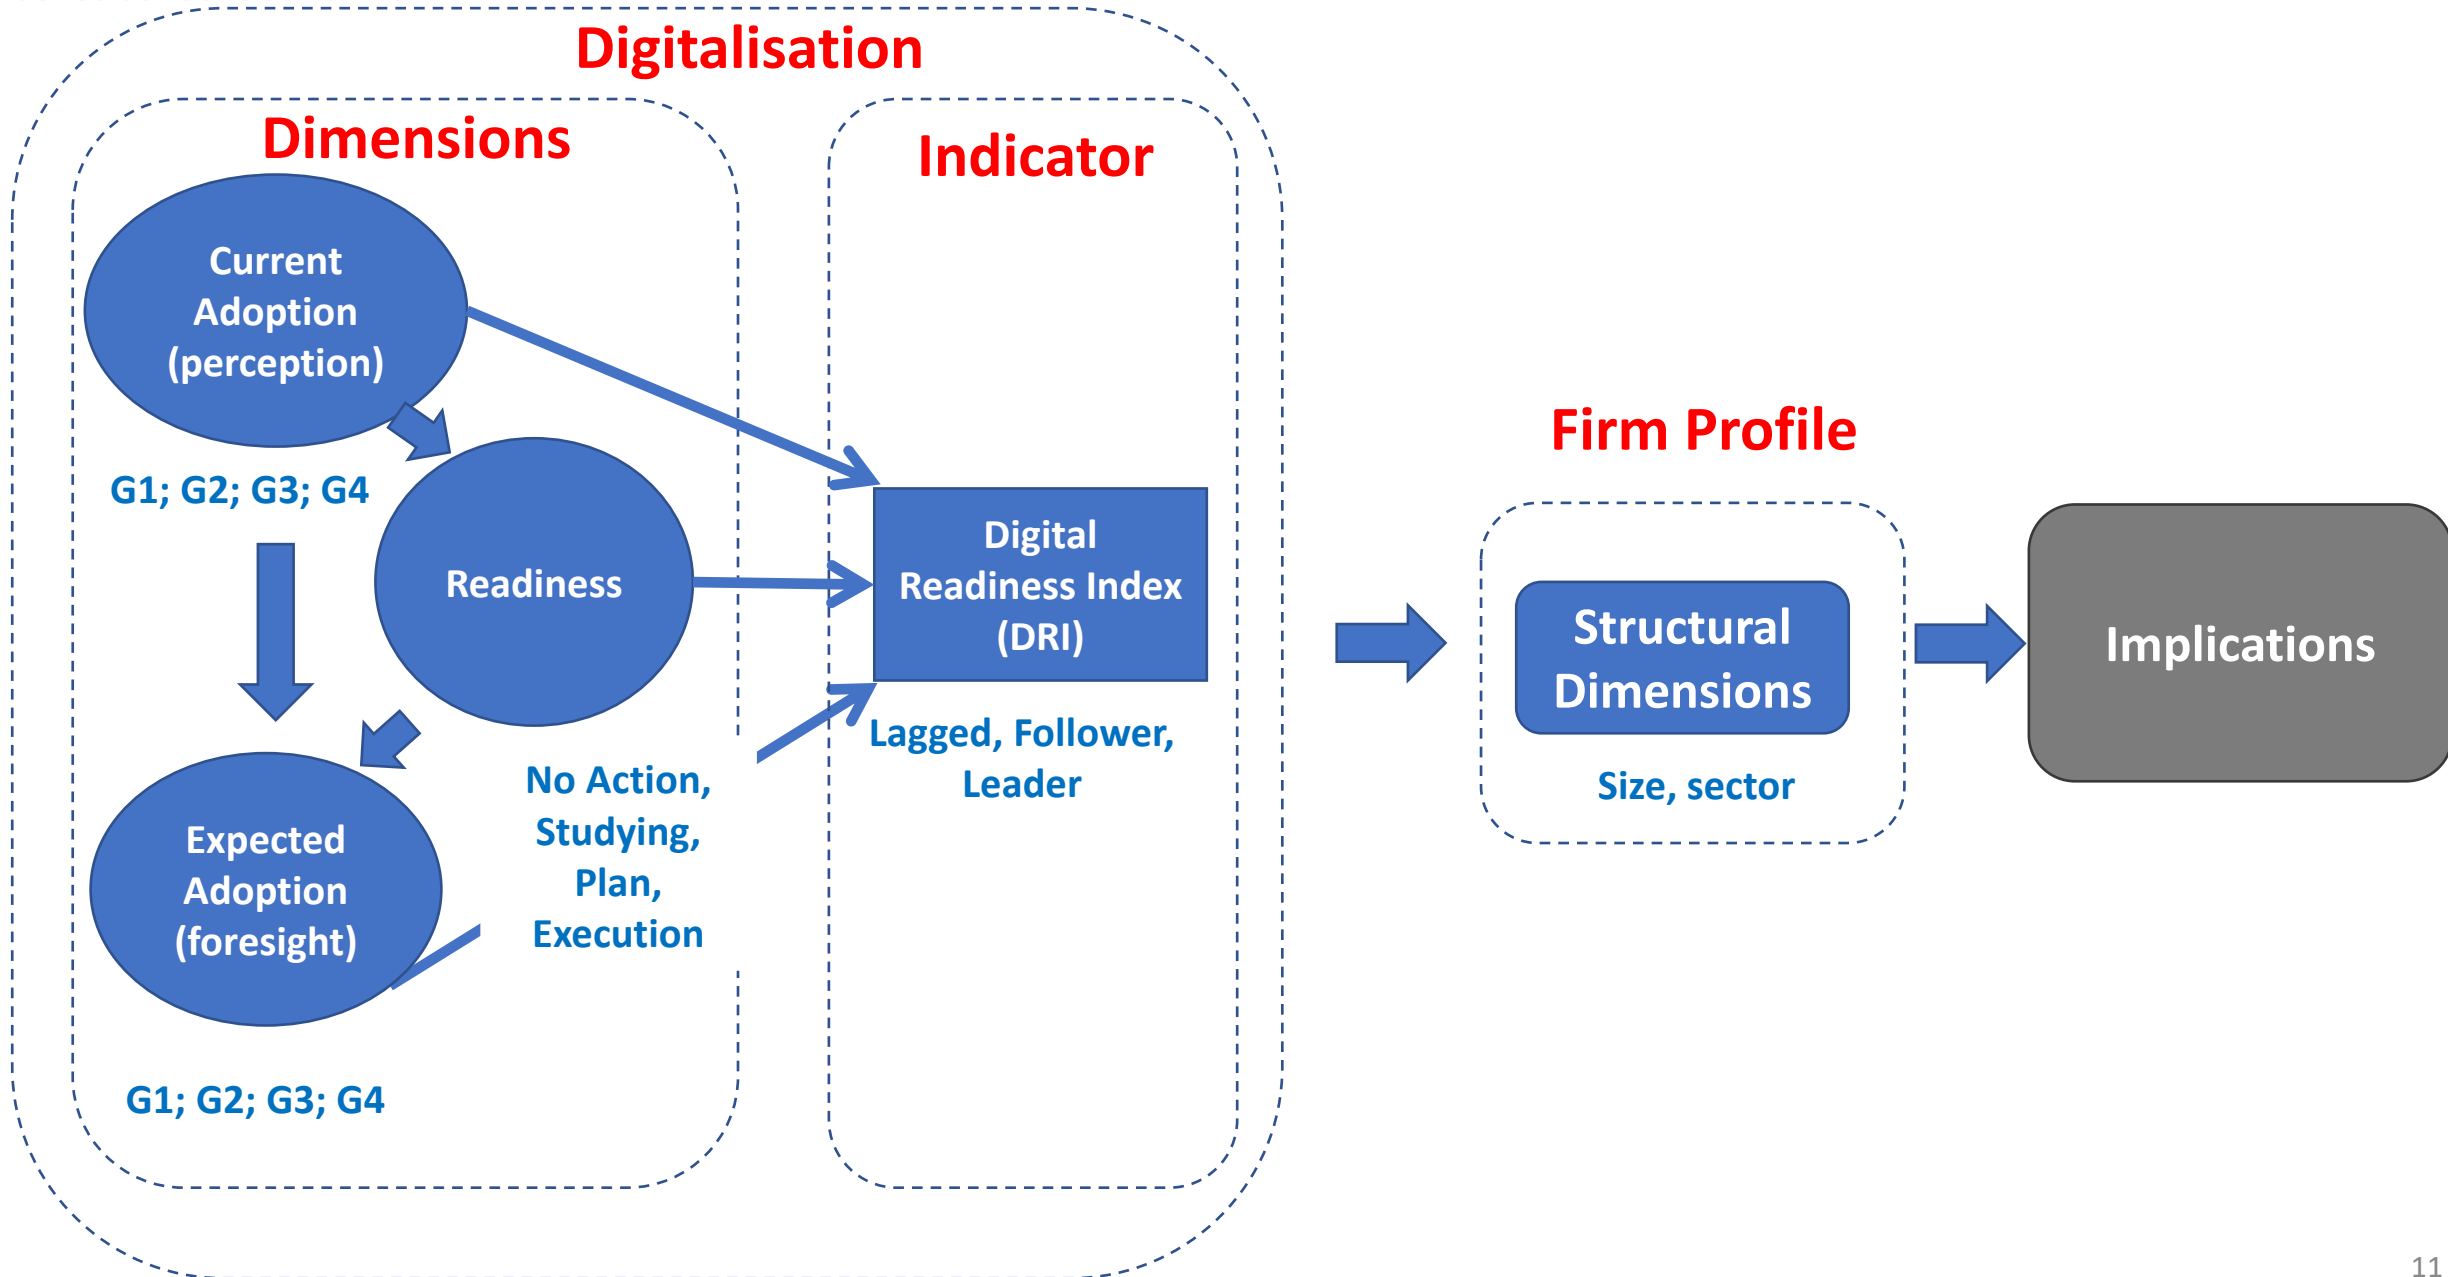 Digitalisation
Dimensions
Indicator
Current
Adoption
(perception)
G1; G2; G3; G4
Readiness
Expected
Adoption
(foresight)
G1; G2; G3; G4
No Action,
Studying,
Plan,
Execution
Digital
Readiness Index
(DRI)
Lagged, Follower,
Leader
Firm Profile
Structural
Dimensions
Size, sector
Implications
11